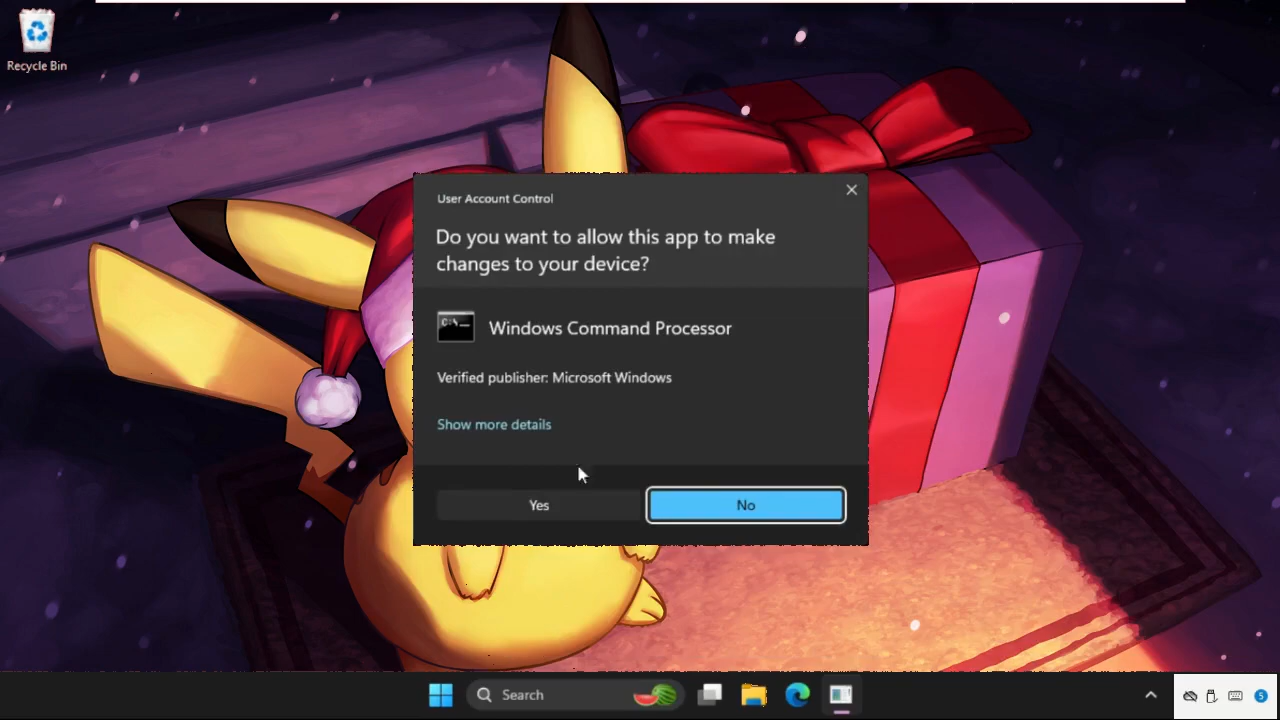 Recycle Bin
User Account Control
Do you want to allow this app to make
changes to your device?
C:\_
Windows Command Processor
Verified publisher: Microsoft Windows
Show more details
Yes
No
Search
5